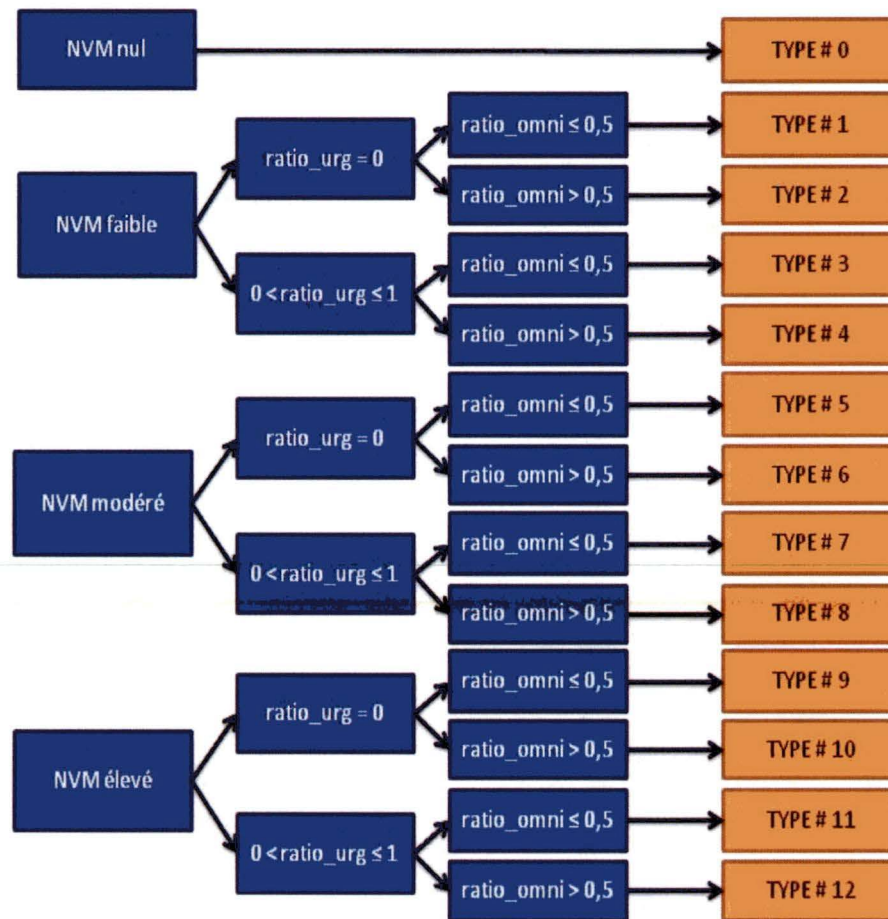 NVM nul
TYPE # 0
NVM faible
ratio_urg = 0
ratio_omni ≤ 0,5
TYPE # 1
ratio_omni > 0,5
TYPE # 2
0 < ratio_urg ≤ 1
ratio_omni ≤ 0,5
TYPE # 3
ratio_omni > 0,5
TYPE # 4
NVM modéré
ratio_urg = 0
ratio_omni ≤ 0,5
TYPE # 5
ratio_omni > 0,5
TYPE # 6
0 < ratio_urg ≤ 1
ratio_omni ≤ 0,5
TYPE # 7
ratio_omni > 0,5
TYPE # 8
NVM élevé
ratio_urg = 0
ratio_omni ≤ 0,5
TYPE # 9
ratio_omni > 0,5
TYPE # 10
0 < ratio_urg ≤ 1
ratio_omni ≤ 0,5
TYPE # 11
ratio_omni > 0,5
TYPE # 12